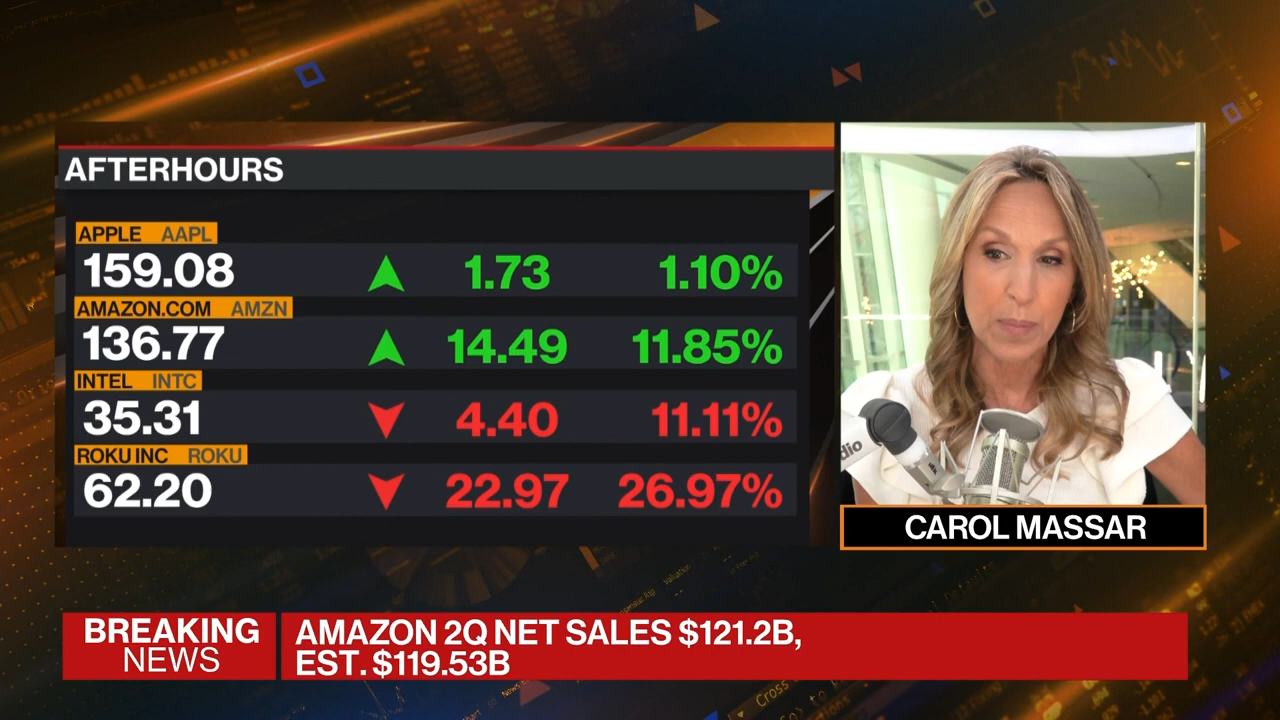 AFTERHOURS
APPLE AAPL
159.08 1.73 1.10%
AMAZON.COM AMZN
136.77 14.49 11.85%
INTEL INTC
35.31 4.40 11.11%
ROKU INC ROKU
62.20 22.97 26.97%
dio
CAROL MASSAR
BREAKING
NEWS
AMAZON 2Q NET SALES $121.2B,
EST. $119.53B